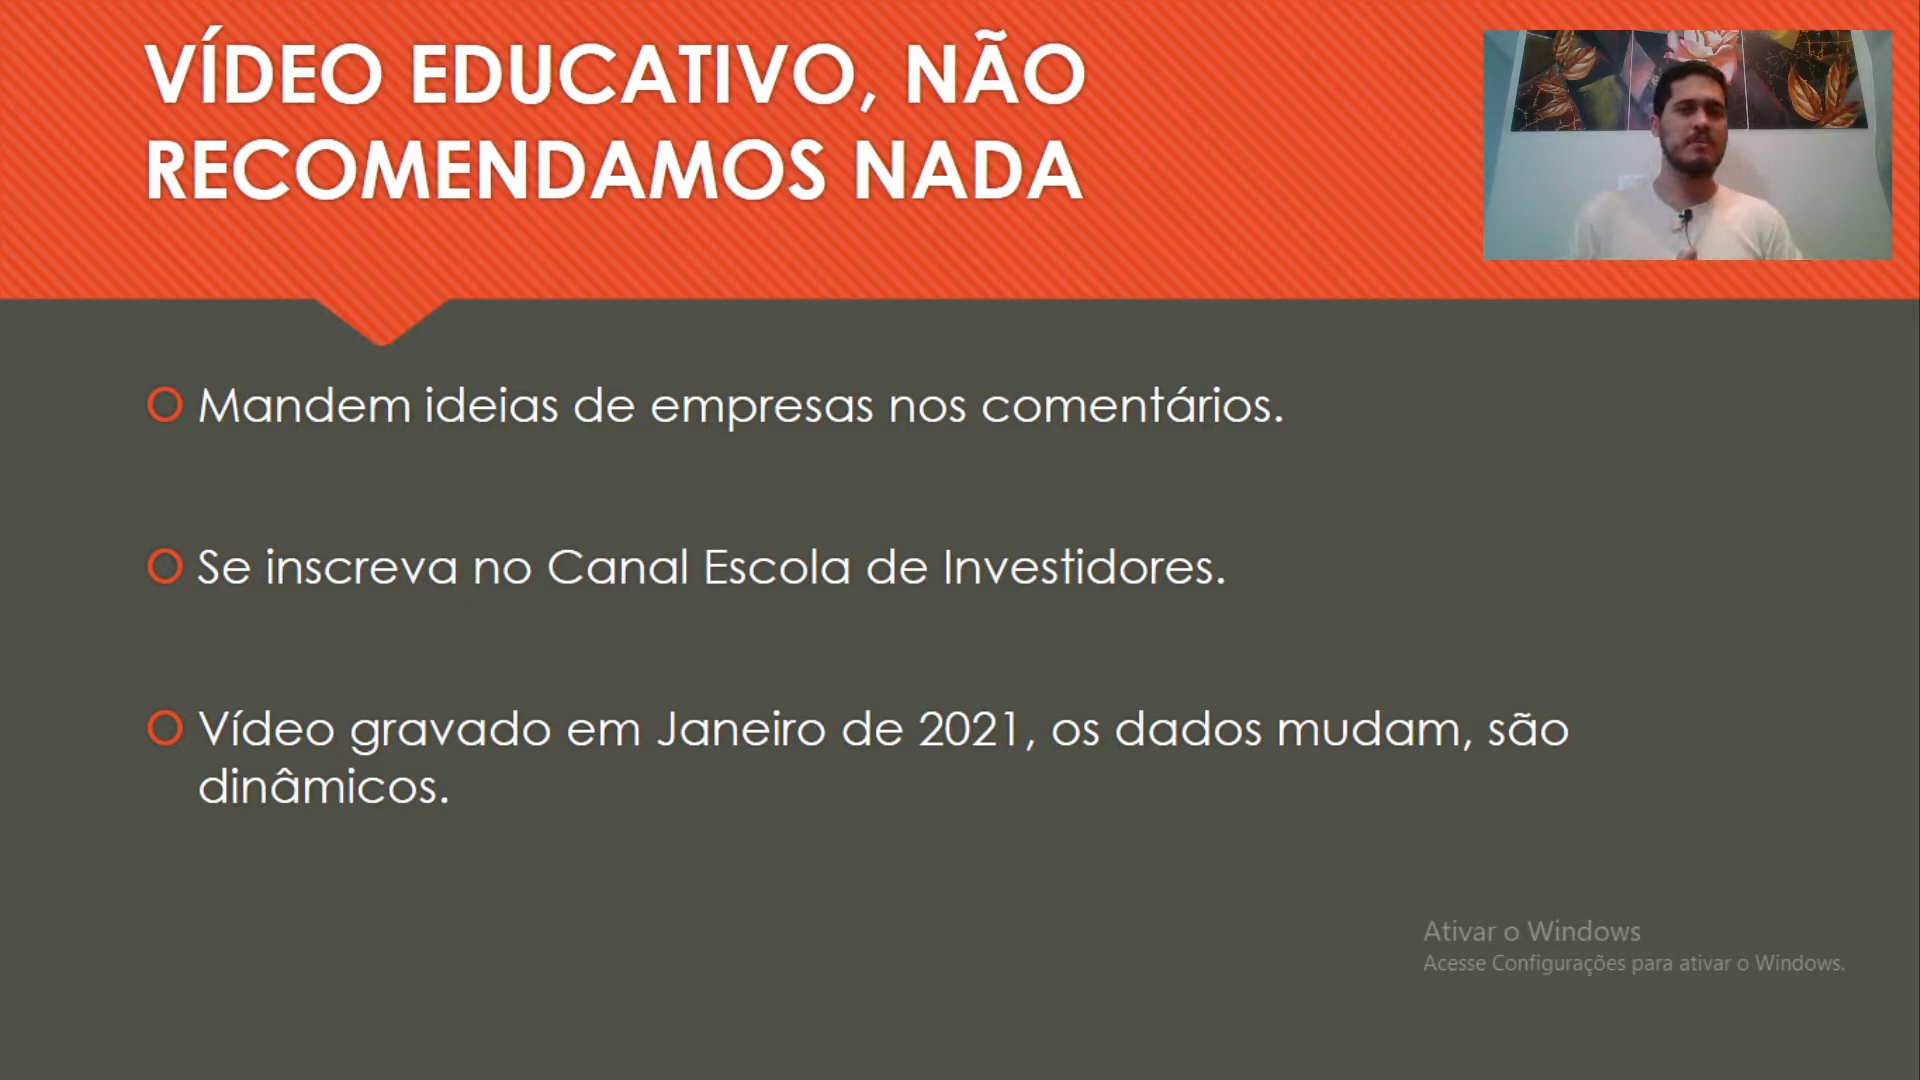 VÍDEO EDUCATIVO, NÃO
RECOMENDAMOS NADA
Mandem ideias de empresas nos comentários.
Se inscreva no Canal Escola de Investidores.
Vídeo gravado em Janeiro de 2021, os dados mudam, são
dinâmicos.
Ativar o Windows
Acesse Configurações para ativar o Windows.